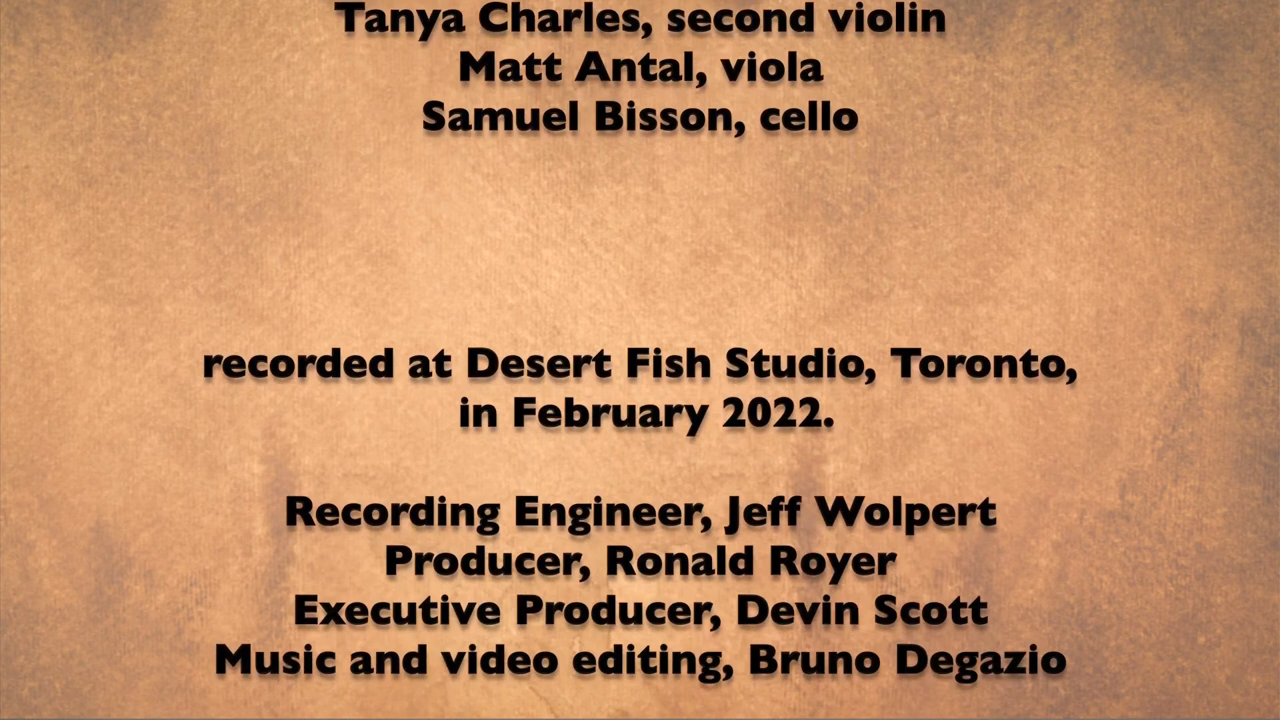 Tanya Charles, second violin
Matt Antal, viola
Samuel Bisson, cello
recorded at Desert Fish Studio, Toronto,
in February 2022.
Recording Engineer, Jeff Wolpert
Producer, Ronald Royer
Executive Producer, Devin Scott
Music and video editing, Bruno Degazio